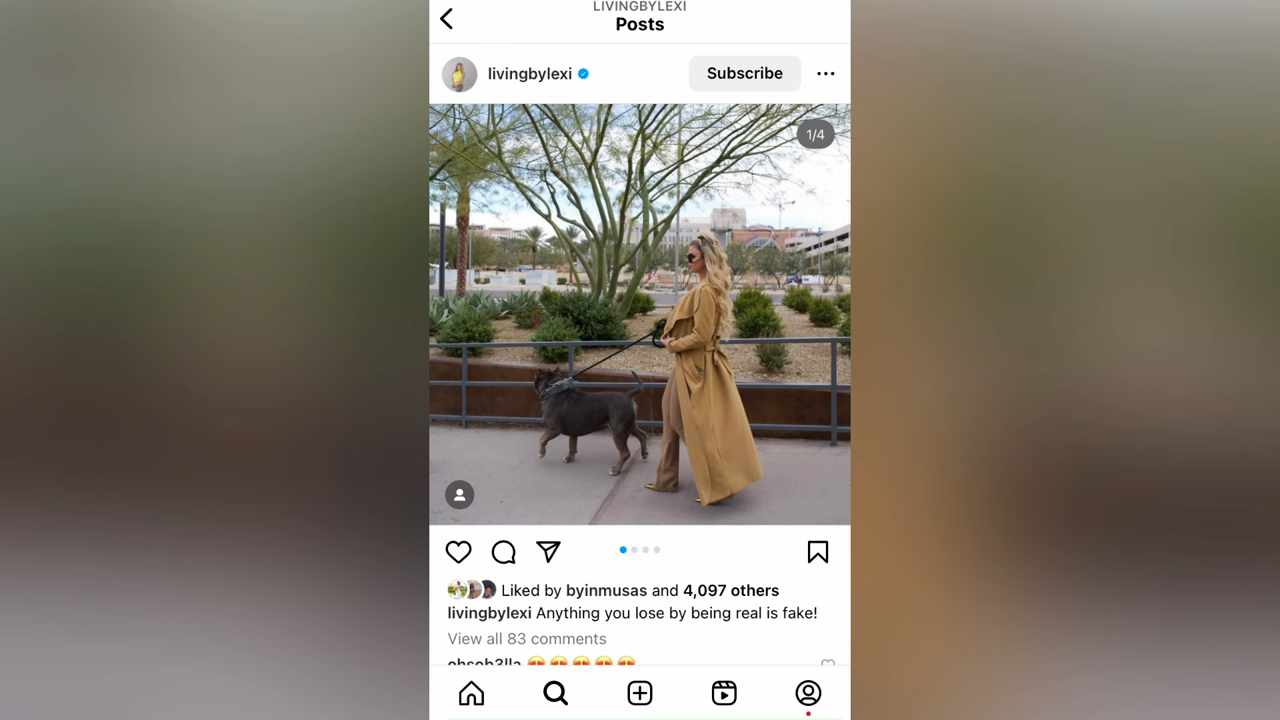 LIVINGBYLEXI
Posts
livingbylexi
Subscribe
1/4
Liked by byinmusas and 4,097 others
livingbylexi Anything you lose by being real is fake!
View all 83 comments
ohsob3lla 😍😍😍😍😍